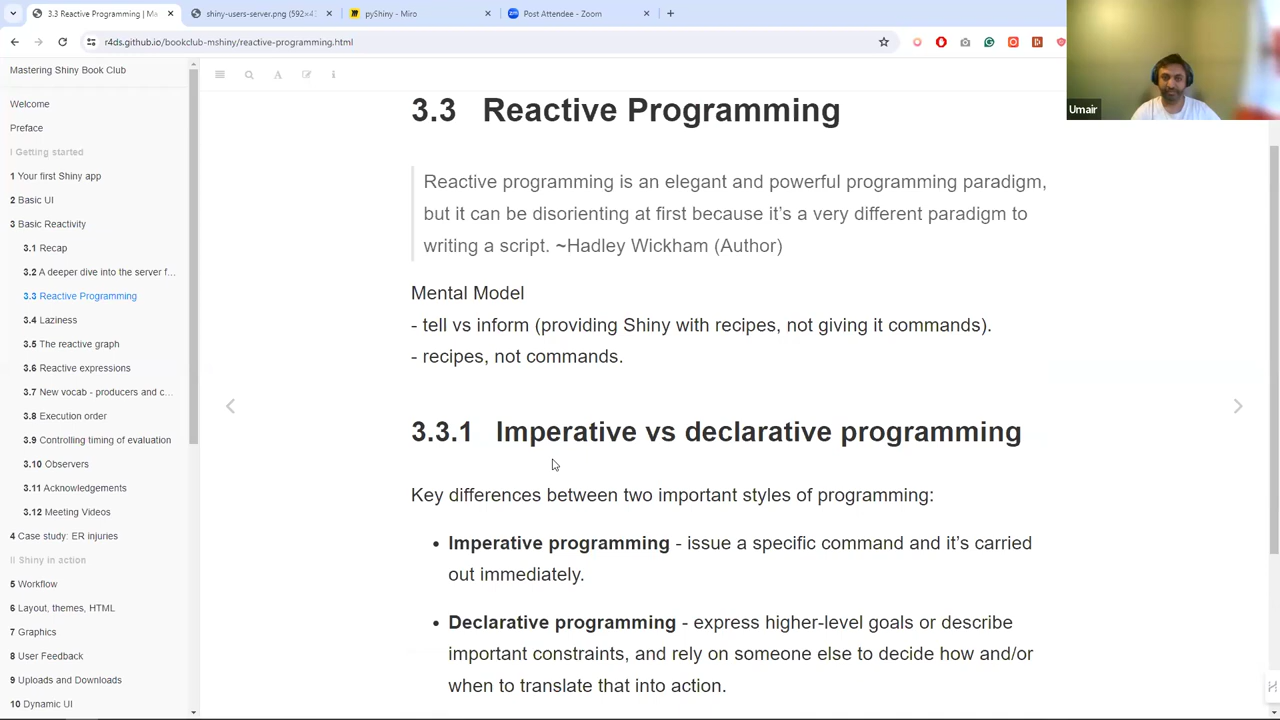 3.3 Reactive Programming | Ma
shiny-users-server.png (592×4
pyShiny - Miro
Post Attendee - Zoom
r4ds.github.io/bookclub-mshiny/reactive-programming.html
Umair
Mastering Shiny Book Club
Welcome
Preface
I Getting started
1 Your first Shiny app
2 Basic UI
3 Basic Reactivity
3.1 Recap
3.2 A deeper dive into the server f...
3.3 Reactive Programming
3.4 Laziness
3.5 The reactive graph
3.6 Reactive expressions
3.7 New vocab - producers and c...
3.8 Execution order
3.9 Controlling timing of evaluation
3.10 Observers
3.11 Acknowledgements
3.12 Meeting Videos
4 Case study: ER injuries
II Shiny in action
5 Workflow
6 Layout, themes, HTML
7 Graphics
8 User Feedback
9 Uploads and Downloads
10 Dynamic UI
3.3 Reactive Programming
Reactive programming is an elegant and powerful programming paradigm,
but it can be disorienting at first because it’s a very different paradigm to
writing a script. ~Hadley Wickham (Author)
Mental Model
- tell vs inform (providing Shiny with recipes, not giving it commands).
- recipes, not commands.
3.3.1 Imperative vs declarative programming
Key differences between two important styles of programming:
• Imperative programming - issue a specific command and it’s carried
out immediately.
• Declarative programming - express higher-level goals or describe
important constraints, and rely on someone else to decide how and/or
when to translate that into action.